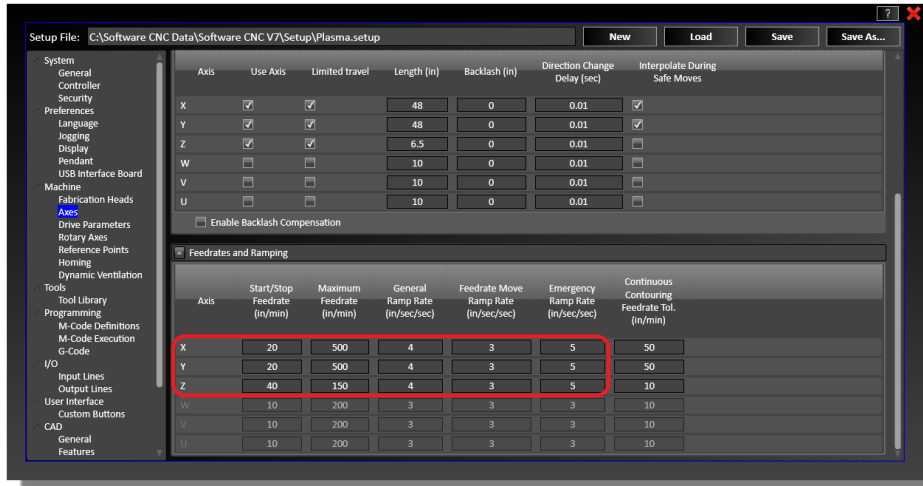 ?
Setup File: C:\Software CNC Data\Software CNC V7\Setup\Plasma.setup New Load Save Save As...
System
General
Controller
Security
Preferences
Language
Jogging
Display
Pendant
USB Interface Board
Machine
Fabrication Heads
Axes
Drive Parameters
Rotary Axes
Reference Points
Homing
Dynamic Ventilation
Tools
Tool Library
Programming
M-Code Definitions
M-Code Execution
G-Code
I/O
Input Lines
Output Lines
User Interface
Custom Buttons
CAD
General
Features
Axis Use Axis Limited travel Length (in) Backlash (in) Direction Change Delay (sec) Interpolate During Safe Moves
X 48 0 0.01
Y 48 0 0.01
Z 6.5 0 0.01
W 10 0 0.01
V 10 0 0.01
U 10 0 0.01
Enable Backlash Compensation
Feedrates and Ramping
Axis Start/Stop Feedrate (in/min) Maximum Feedrate (in/min) General Ramp Rate (in/sec/sec) Feedrate Move Ramp Rate (in/sec/sec) Emergency Ramp Rate (in/sec/sec) Continuous Contouring Feedrate Tol. (in/min)
X 20 500 4 3 5 50
Y 20 500 4 3 5 50
Z 40 150 4 3 5 10
W 10 200 3 3 3 10
V 10 200 3 3 3 10
U 10 200 3 3 3 10